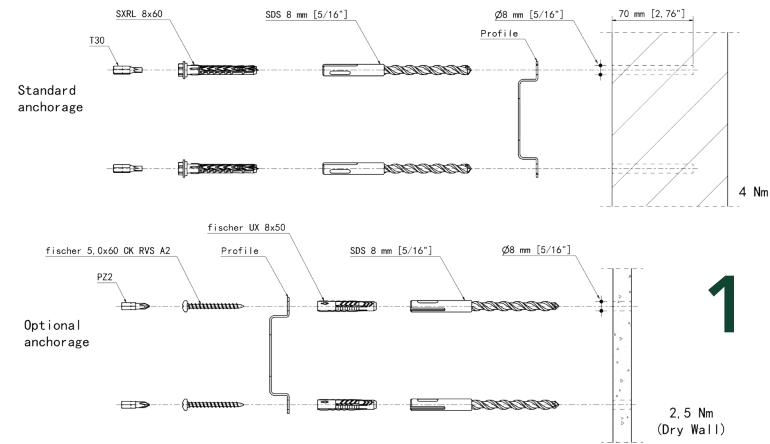 SXRL 8x60
SDS 8 mm [5/16"]
Ø8 mm [5/16"]
70 mm [2,76"]
T30
Profile
Standard
anchorage
4 Nm
fischer UX 8x50
fischer 5,0x60 CK RVS A2
Profile
SDS 8 mm [5/16"]
Ø8 mm [5/16"]
PZ2
1
Optional
anchorage
2,5 Nm
(Dry Wall)